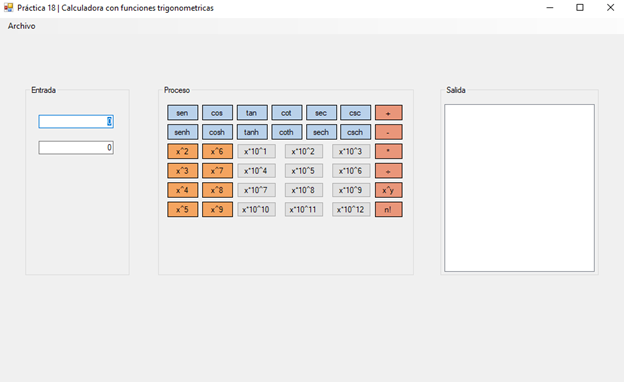 Práctica 18 | Calculadora con funciones trigonometricas
Archivo
Entrada
0
0
Proceso
sen cos tan cot sec csc +
senh cosh tanh coth sech csch -
x^2 x^6 x*10^1 x*10^2 x*10^3 *
x^3 x^7 x*10^4 x*10^5 x*10^6 ÷
x^4 x^8 x*10^7 x*10^8 x*10^9 x^y
x^5 x^9 x*10^10 x*10^11 x*10^12 n!
Salida